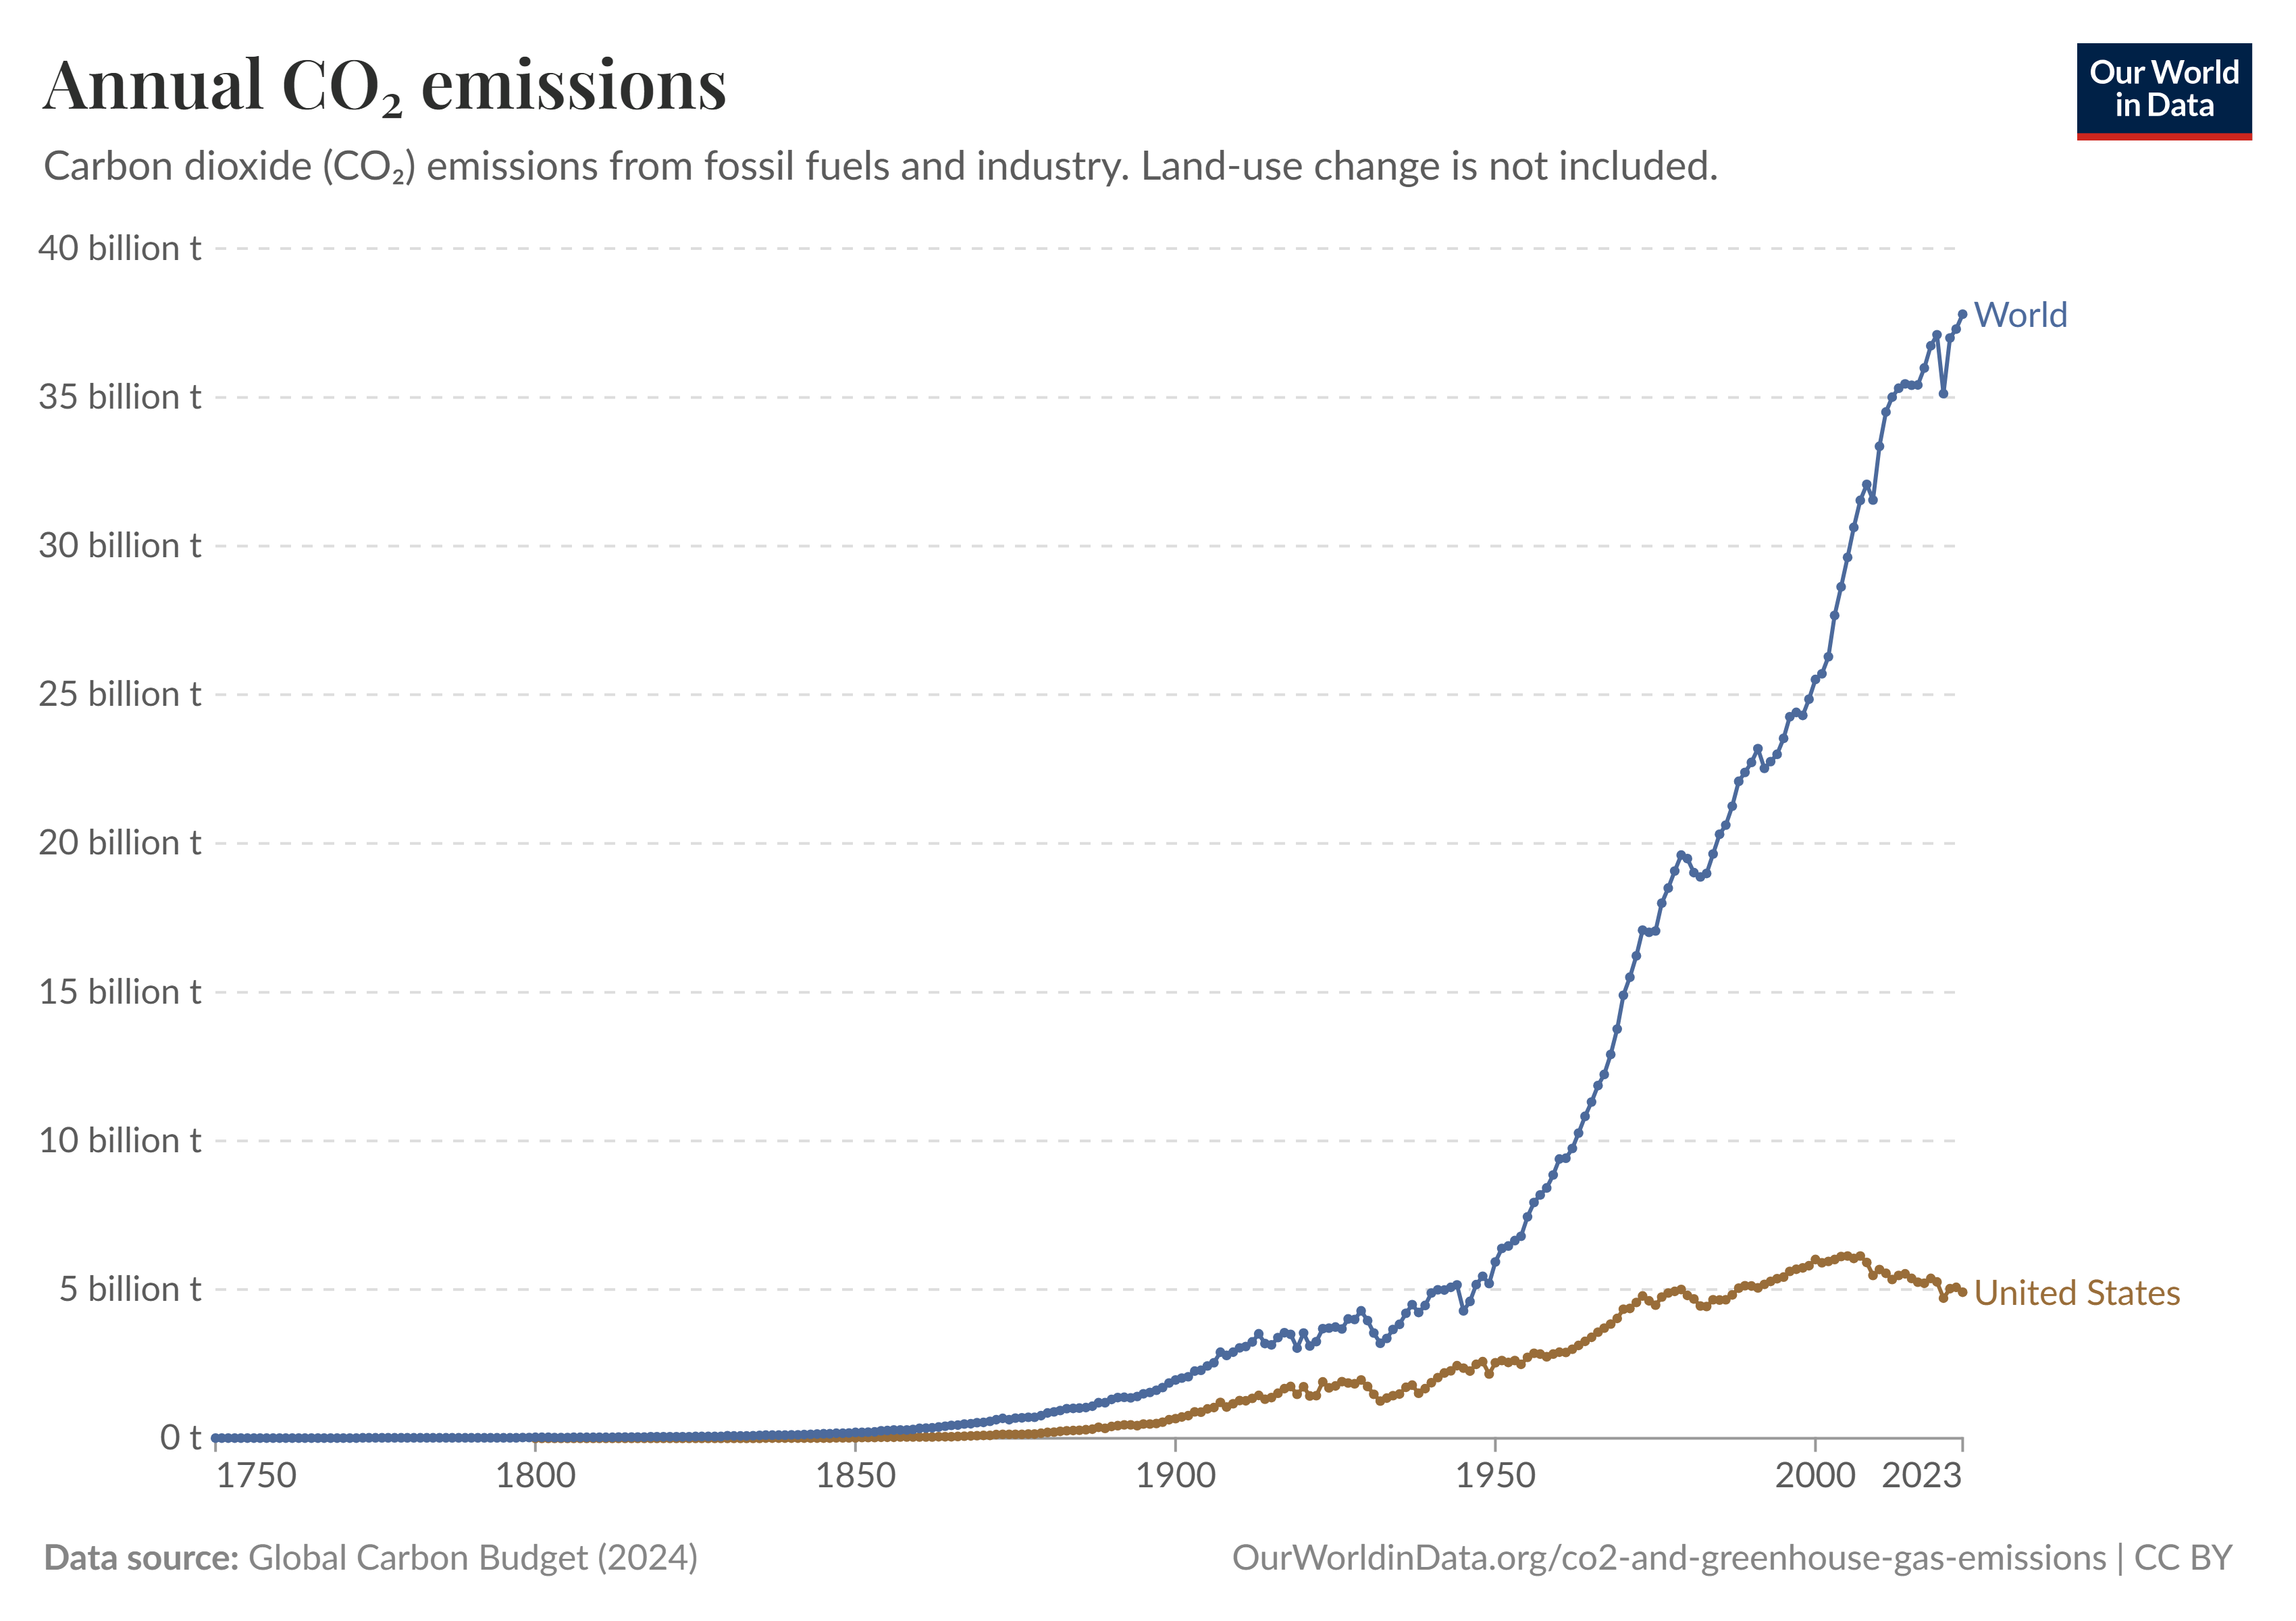 Annual CO₂ emissions
Our World
in Data
Carbon dioxide (CO₂) emissions from fossil fuels and industry. Land-use change is not included.
40 billion t
World
35 billion t
30 billion t
25 billion t
20 billion t
15 billion t
10 billion t
5 billion t
United States
0 t
1750 1800 1850 1900 1950 2000 2023
Data source: Global Carbon Budget (2024)
OurWorldinData.org/co2-and-greenhouse-gas-emissions | CC BY